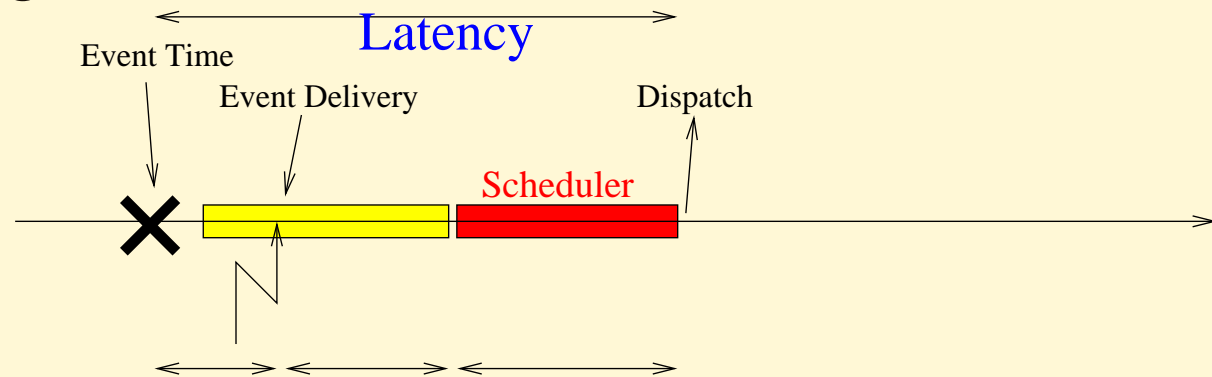 Latency
Event Time
Event Delivery
Dispatch
Scheduler